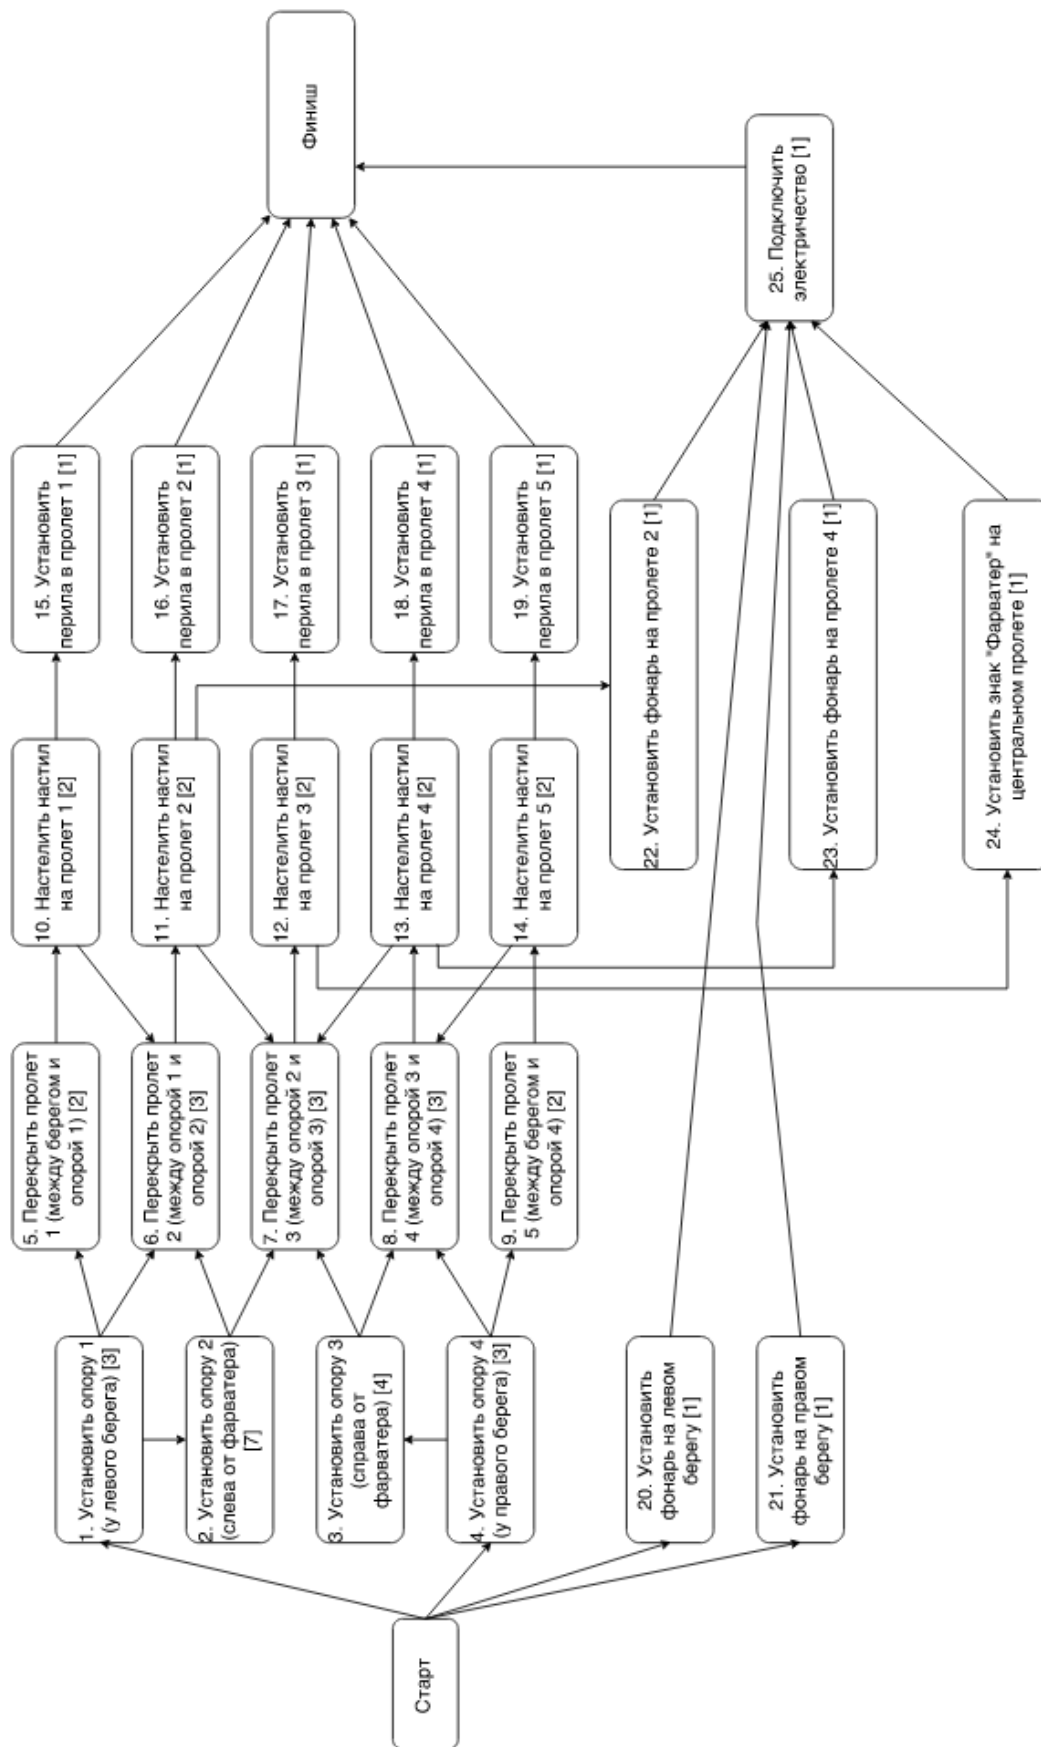 Старт
1. Установить опору 1
(у левого берега) [3]
2. Установить опору 2
(слева от фарватера)
[7]
3. Установить опору 3
(справа от
фарватера) [4]
4. Установить опору 4
(у правого берега) [3]
20. Установить
фонарь на левом
берегу [1]
21. Установить
фонарь на правом
берегу [1]
5. Перекрыть пролет
1 (между берегом и
опорой 1) [2]
6. Перекрыть пролет
2 (между опорой 1 и
опорой 2) [3]
7. Перекрыть пролет
3 (между опорой 2 и
опорой 3) [3]
8. Перекрыть пролет
4 (между опорой 3 и
опорой 4) [3]
9. Перекрыть пролет
5 (между берегом и
опорой 4) [2]
10. Настелить настил
на пролет 1 [2]
11. Настелить настил
на пролет 2 [2]
12. Настелить настил
на пролет 3 [2]
13. Настелить настил
на пролет 4 [2]
14. Настелить настил
на пролет 5 [2]
15. Установить
перила в пролет 1 [1]
16. Установить
перила в пролет 2 [1]
17. Установить
перила в пролет 3 [1]
18. Установить
перила в пролет 4 [1]
19. Установить
перила в пролет 5 [1]
22. Установить фонарь на пролете 2 [1]
23. Установить фонарь на пролете 4 [1]
24. Установить знак "Фарватер" на
центральном пролете [1]
25. Подключить
электричество [1]
Финиш